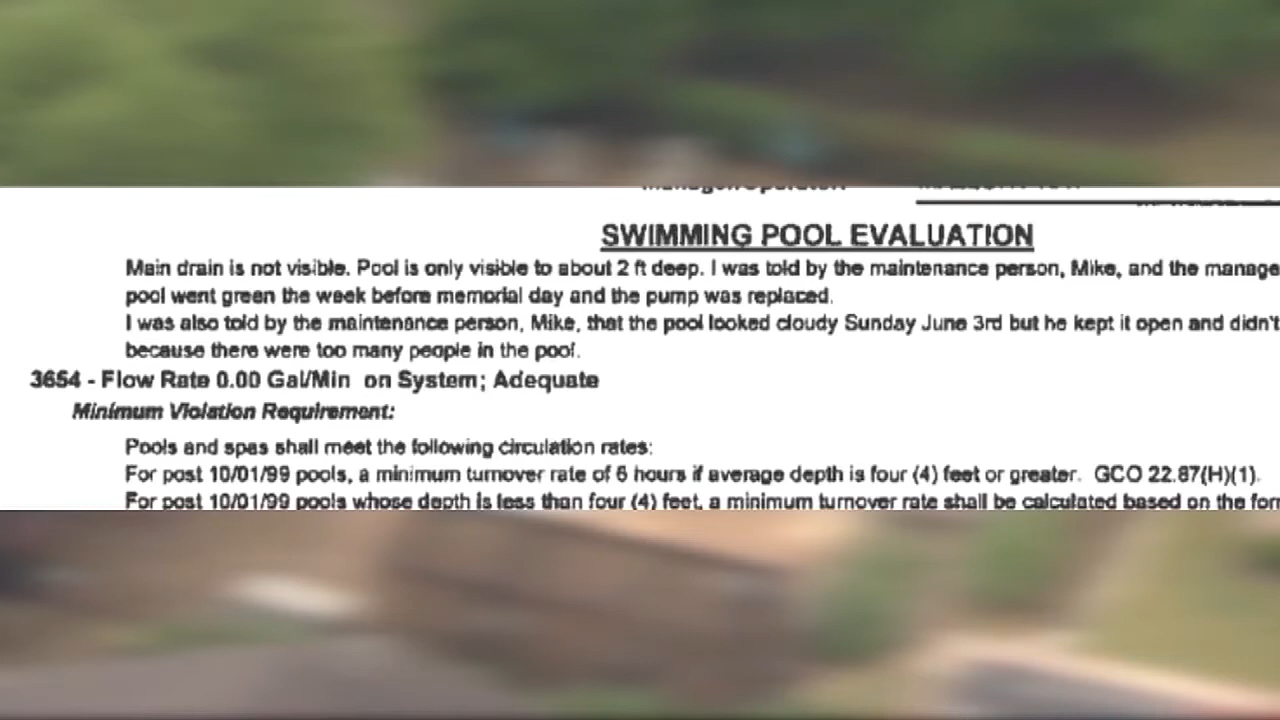 SWIMMING POOL EVALUATION
Main drain is not visible. Pool is only visible to about 2 ft deep. I was told by the maintenance person, Mike, and the manage
pool went green the week before memorial day and the pump was replaced.
I was also told by the maintenance person, Mike, that the pool looked cloudy Sunday June 3rd but he kept it open and didn't
because there were too many people in the pool.
3654 - Flow Rate 0.00 Gal/Min on System; Adequate
Minimum Violation Requirement:
Pools and spas shall meet the following circulation rates:
For post 10/01/99 pools, a minimum turnover rate of 6 hours if average depth is four (4) feet or greater. GCO 22.87(H)(1).
For post 10/01/99 pools whose depth is less than four (4) feet, a minimum turnover rate shall be calculated based on the for